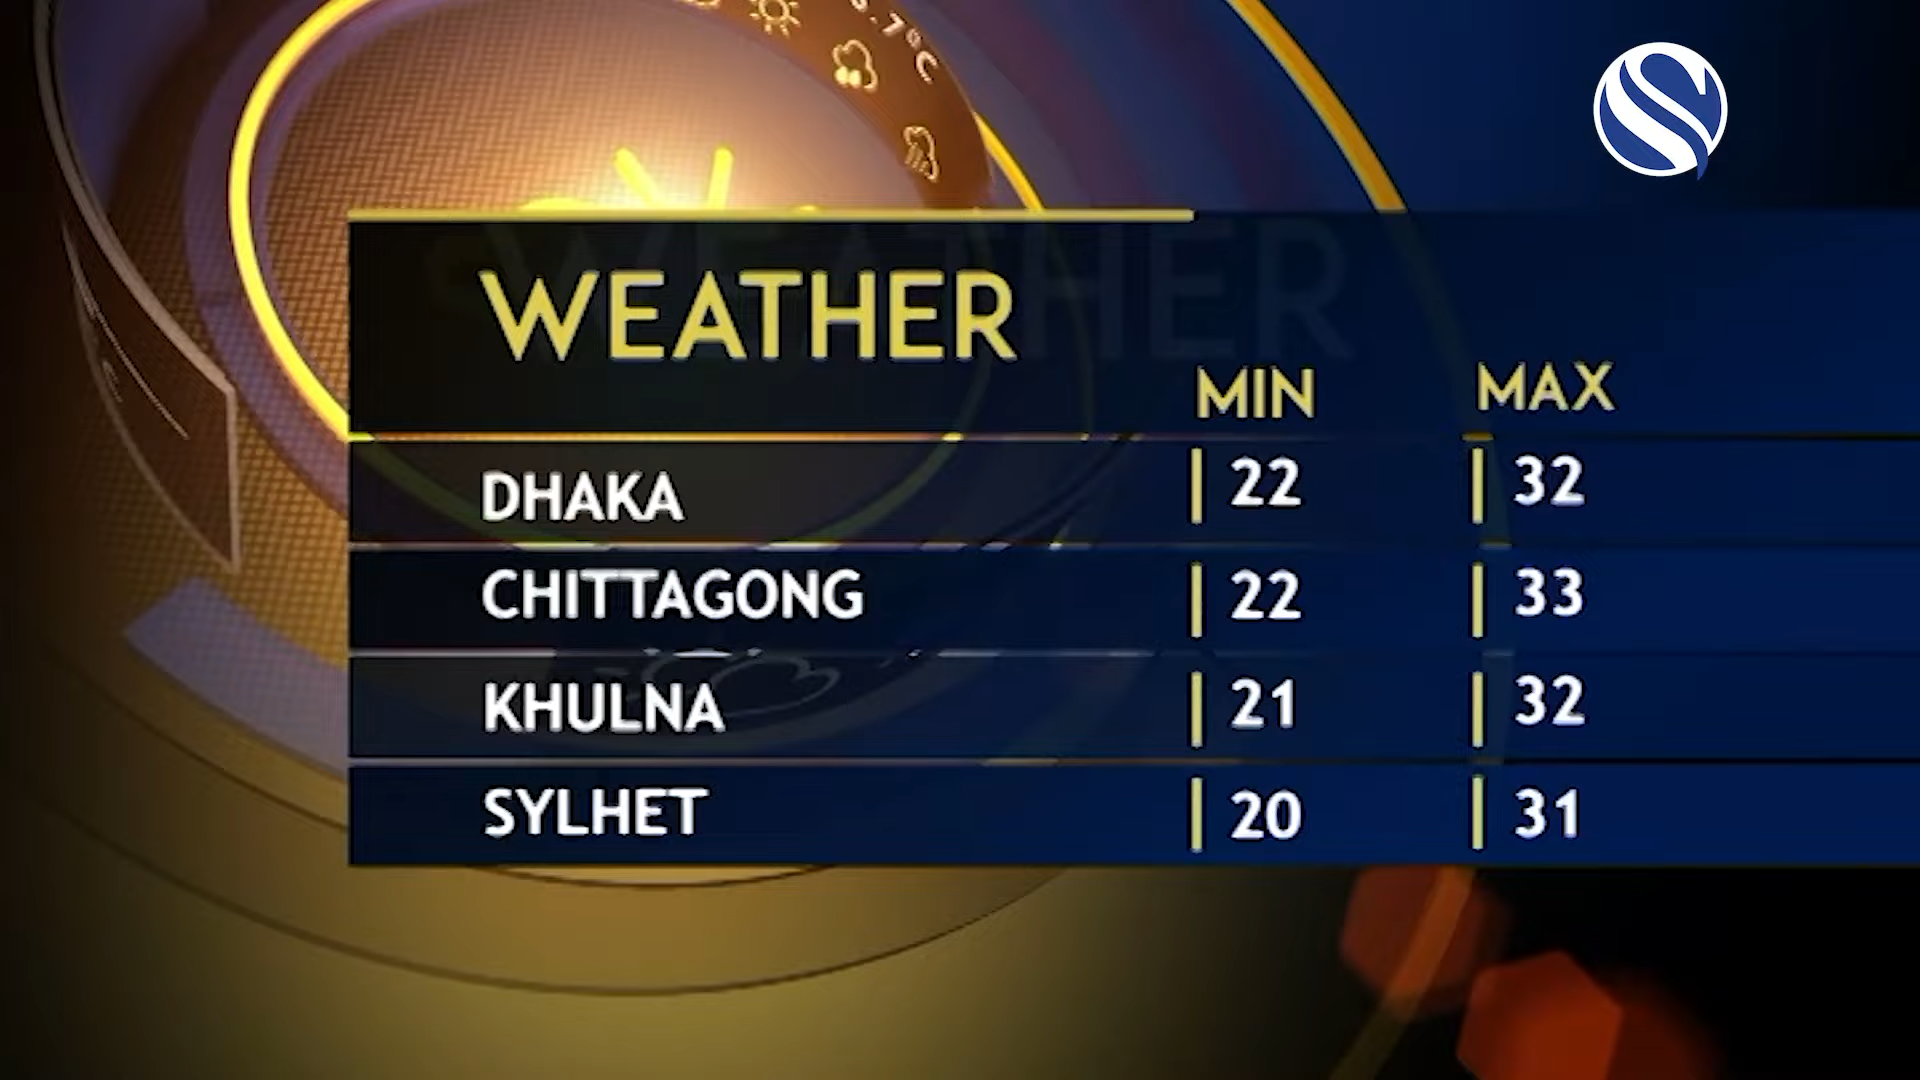 WEATHER
MIN MAX
DHAKA 22 32
CHITTAGONG 22 33
KHULNA 21 32
SYLHET 20 31